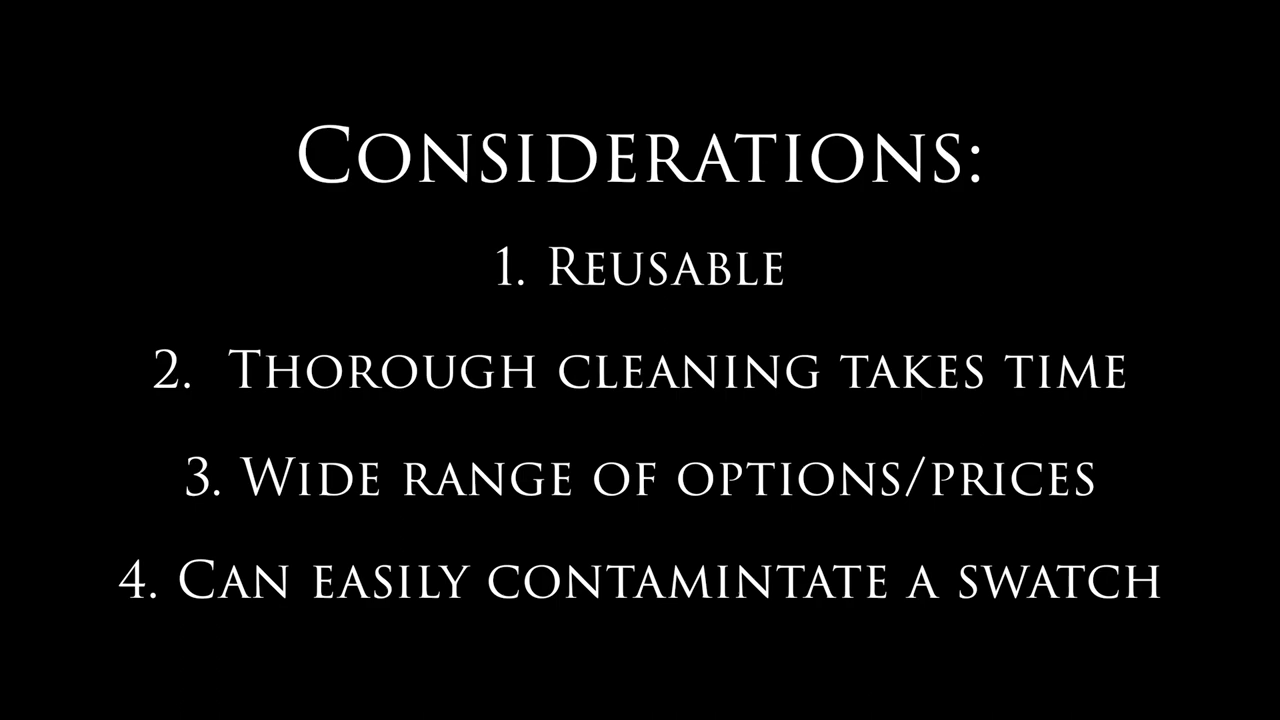 Considerations:
1. Reusable
2. Thorough cleaning takes time
3. Wide range of options/prices
4. Can easily contamintate a swatch